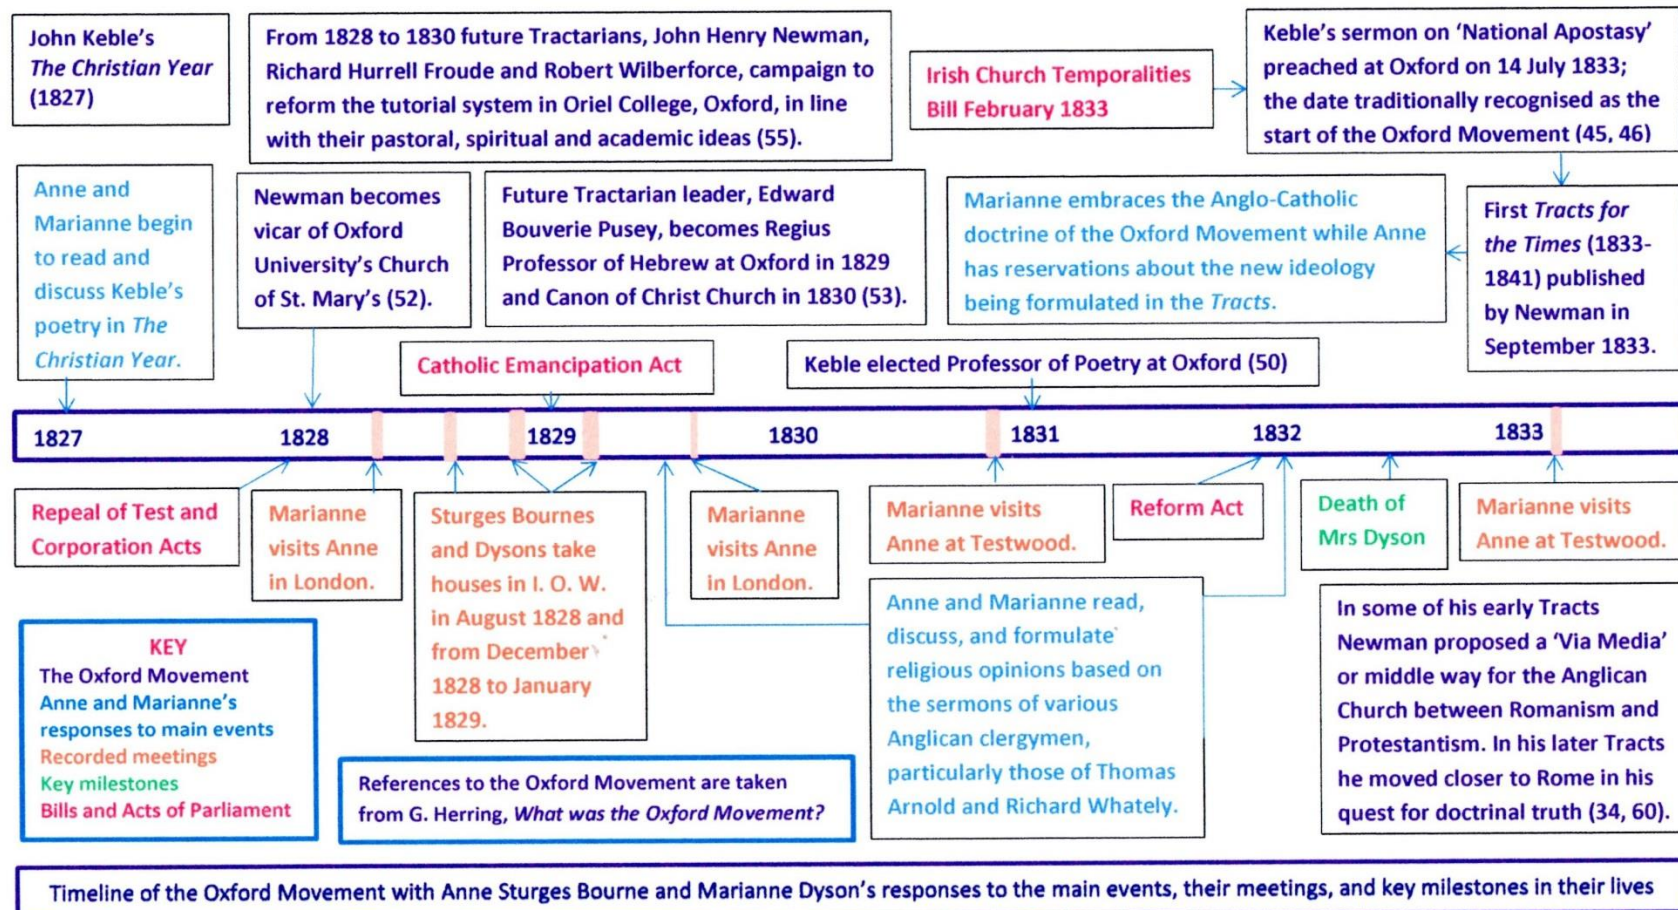 John Keble's
The Christian Year
(1827)
From 1828 to 1830 future Tractarians, John Henry Newman,
Richard Hurrell Froude and Robert Wilberforce, campaign to
reform the tutorial system in Oriel College, Oxford, in line
with their pastoral, spiritual and academic ideas (55).
Irish Church Temporalities
Bill February 1833
Keble's sermon on 'National Apostasy'
preached at Oxford on 14 July 1833;
the date traditionally recognised as the
start of the Oxford Movement (45, 46)
Anne and
Marianne begin
to read and
discuss Keble's
poetry in The
Christian Year.
Newman becomes
vicar of Oxford
University's Church
of St. Mary's (52).
Future Tractarian leader, Edward
Bouverie Pusey, becomes Regius
Professor of Hebrew at Oxford in 1829
and Canon of Christ Church in 1830 (53).
Marianne embraces the Anglo-Catholic
doctrine of the Oxford Movement while Anne
has reservations about the new ideology
being formulated in the Tracts.
First Tracts for
the Times (1833-
1841) published
by Newman in
September 1833.
Catholic Emancipation Act
Keble elected Professor of Poetry at Oxford (50)
1827 1828 1829 1830 1831 1832 1833
Repeal of Test and
Corporation Acts
Marianne
visits Anne
in London.
Sturges Bournes
and Dysons take
houses in I. O. W.
in August 1828 and
from December
1828 to January
1829.
Marianne
visits Anne
in London.
Marianne visits
Anne at Testwood.
Reform Act
Death of
Mrs Dyson
Marianne visits
Anne at Testwood.
Anne and Marianne read,
discuss, and formulate
religious opinions based on
the sermons of various
Anglican clergymen,
particularly those of Thomas
Arnold and Richard Whately.
In some of his early Tracts
Newman proposed a 'Via Media'
or middle way for the Anglican
Church between Romanism and
Protestantism. In his later Tracts
he moved closer to Rome in his
quest for doctrinal truth (34, 60).
KEY
The Oxford Movement
Anne and Marianne's
responses to main events
Recorded meetings
Key milestones
Bills and Acts of Parliament
References to the Oxford Movement are taken
from G. Herring, What was the Oxford Movement?
Timeline of the Oxford Movement with Anne Sturges Bourne and Marianne Dyson's responses to the main events, their meetings, and key milestones in their lives